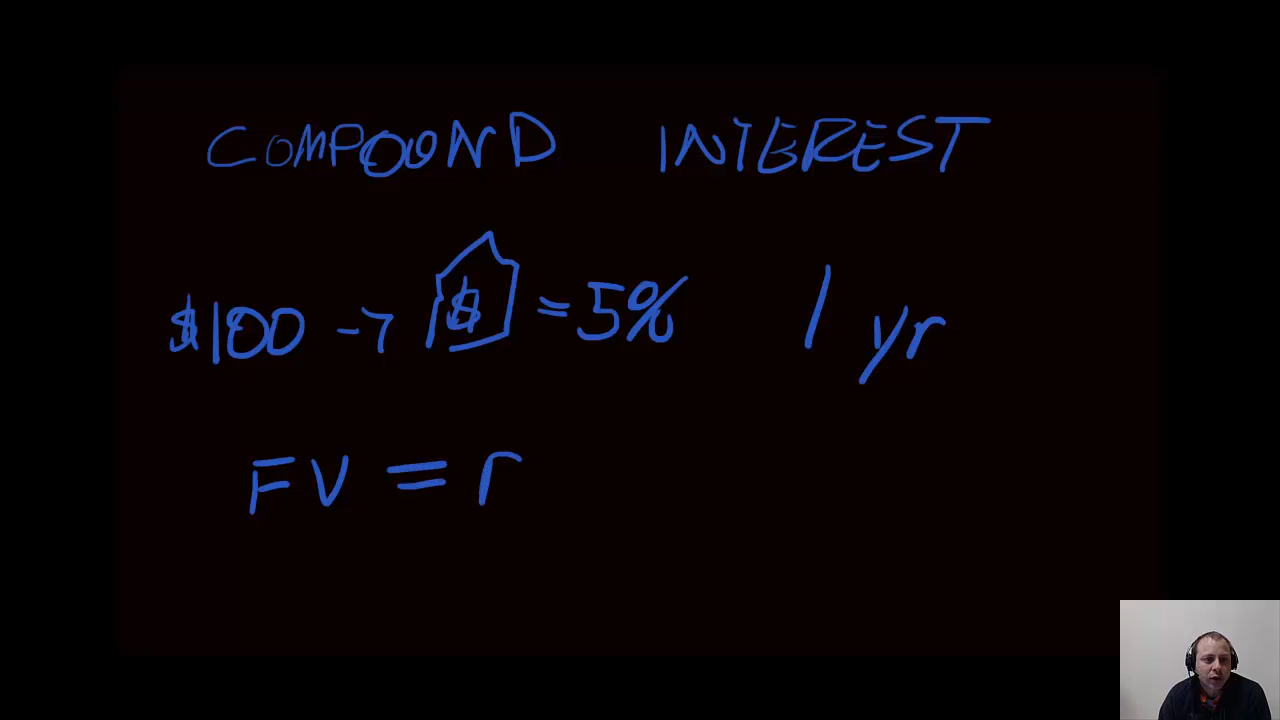 COMPOUND INTEREST
$100 → $ = 5% 1 yr
FV = r